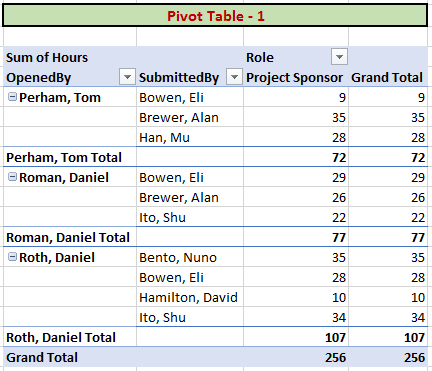 Pivot Table - 1
Sum of Hours Role
OpenedBy SubmittedBy Project Sponsor Grand Total
Perham, Tom Bowen, Eli 9 9
Brewer, Alan 35 35
Han, Mu 28 28
Perham, Tom Total 72 72
Roman, Daniel Bowen, Eli 29 29
Brewer, Alan 26 26
Ito, Shu 22 22
Roman, Daniel Total 77 77
Roth, Daniel Bento, Nuno 35 35
Bowen, Eli 28 28
Hamilton, David 10 10
Ito, Shu 34 34
Roth, Daniel Total 107 107
Grand Total 256 256